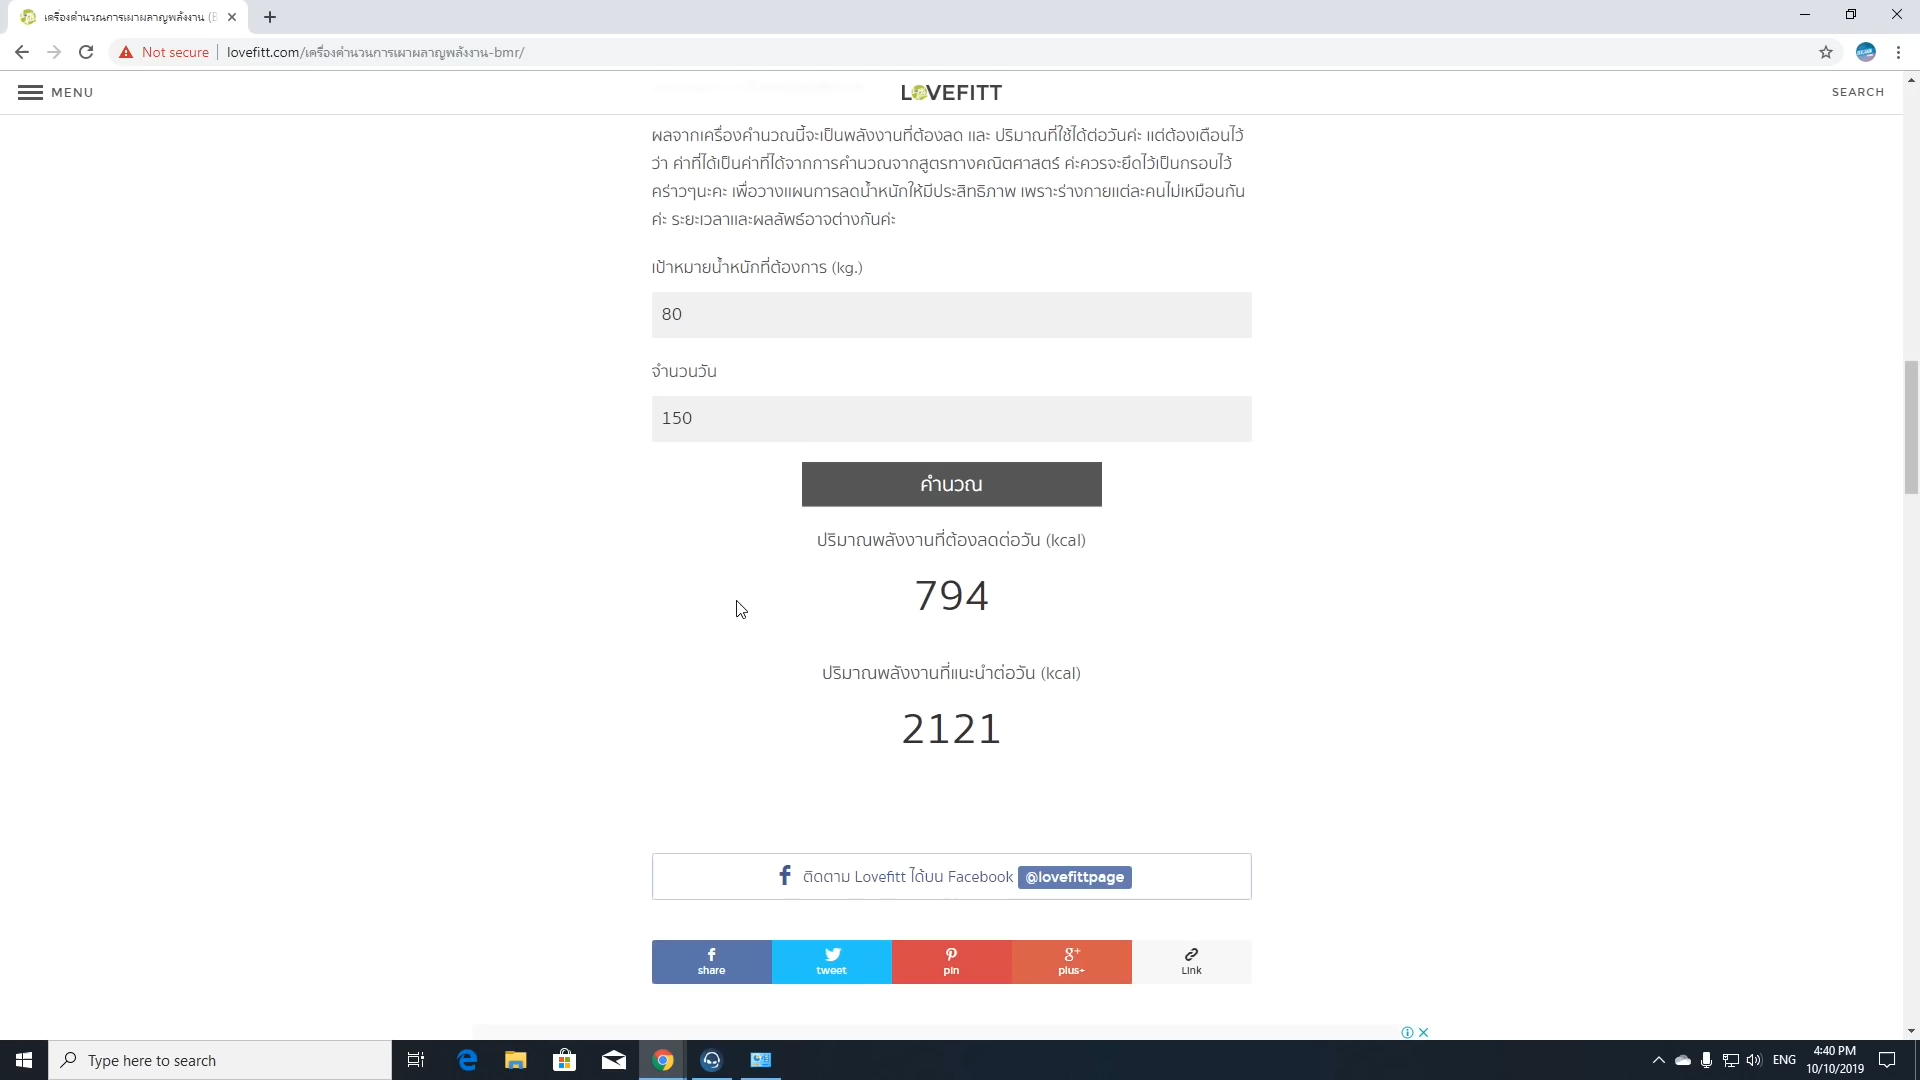 เครื่องคำนวณการเผาผลาญพลังงาน (B
Not secure
lovefitt.com/เครื่องคำนวนการเผาผลาญพลังงาน-bmr/
MENU
LOVEFITT
SEARCH
ผลจากเครื่องคำนวณนี้จะเป็นพลังงานที่ต้องลด และ ปริมาณที่ใช้ได้ต่อวันค่ะ แต่ต้องเตือนไว้
ว่า ค่าที่ได้เป็นค่าที่ได้จากการคำนวณจากสูตรทางคณิตศาสตร์ ค่ะควรจะยึดไว้เป็นกรอบไว้
คร่าวๆนะคะ เพื่อวางแผนการลดน้ำหนักให้มีประสิทธิภาพ เพราะร่างกายแต่ละคนไม่เหมือนกัน
ค่ะ ระยะเวลาและผลลัพธ์อาจต่างกันค่ะ
เป้าหมายน้ำหนักที่ต้องการ (kg.)
80
จำนวนวัน
150
คำนวณ
ปริมาณพลังงานที่ต้องลดต่อวัน (kcal)
794
ปริมาณพลังงานที่แนะนำต่อวัน (kcal)
2121
ติดตาม Lovefitt ได้บน Facebook @lovefittpage
share
tweet
pin
plus+
Link
Type here to search
ENG
4:40 PM
10/10/2019